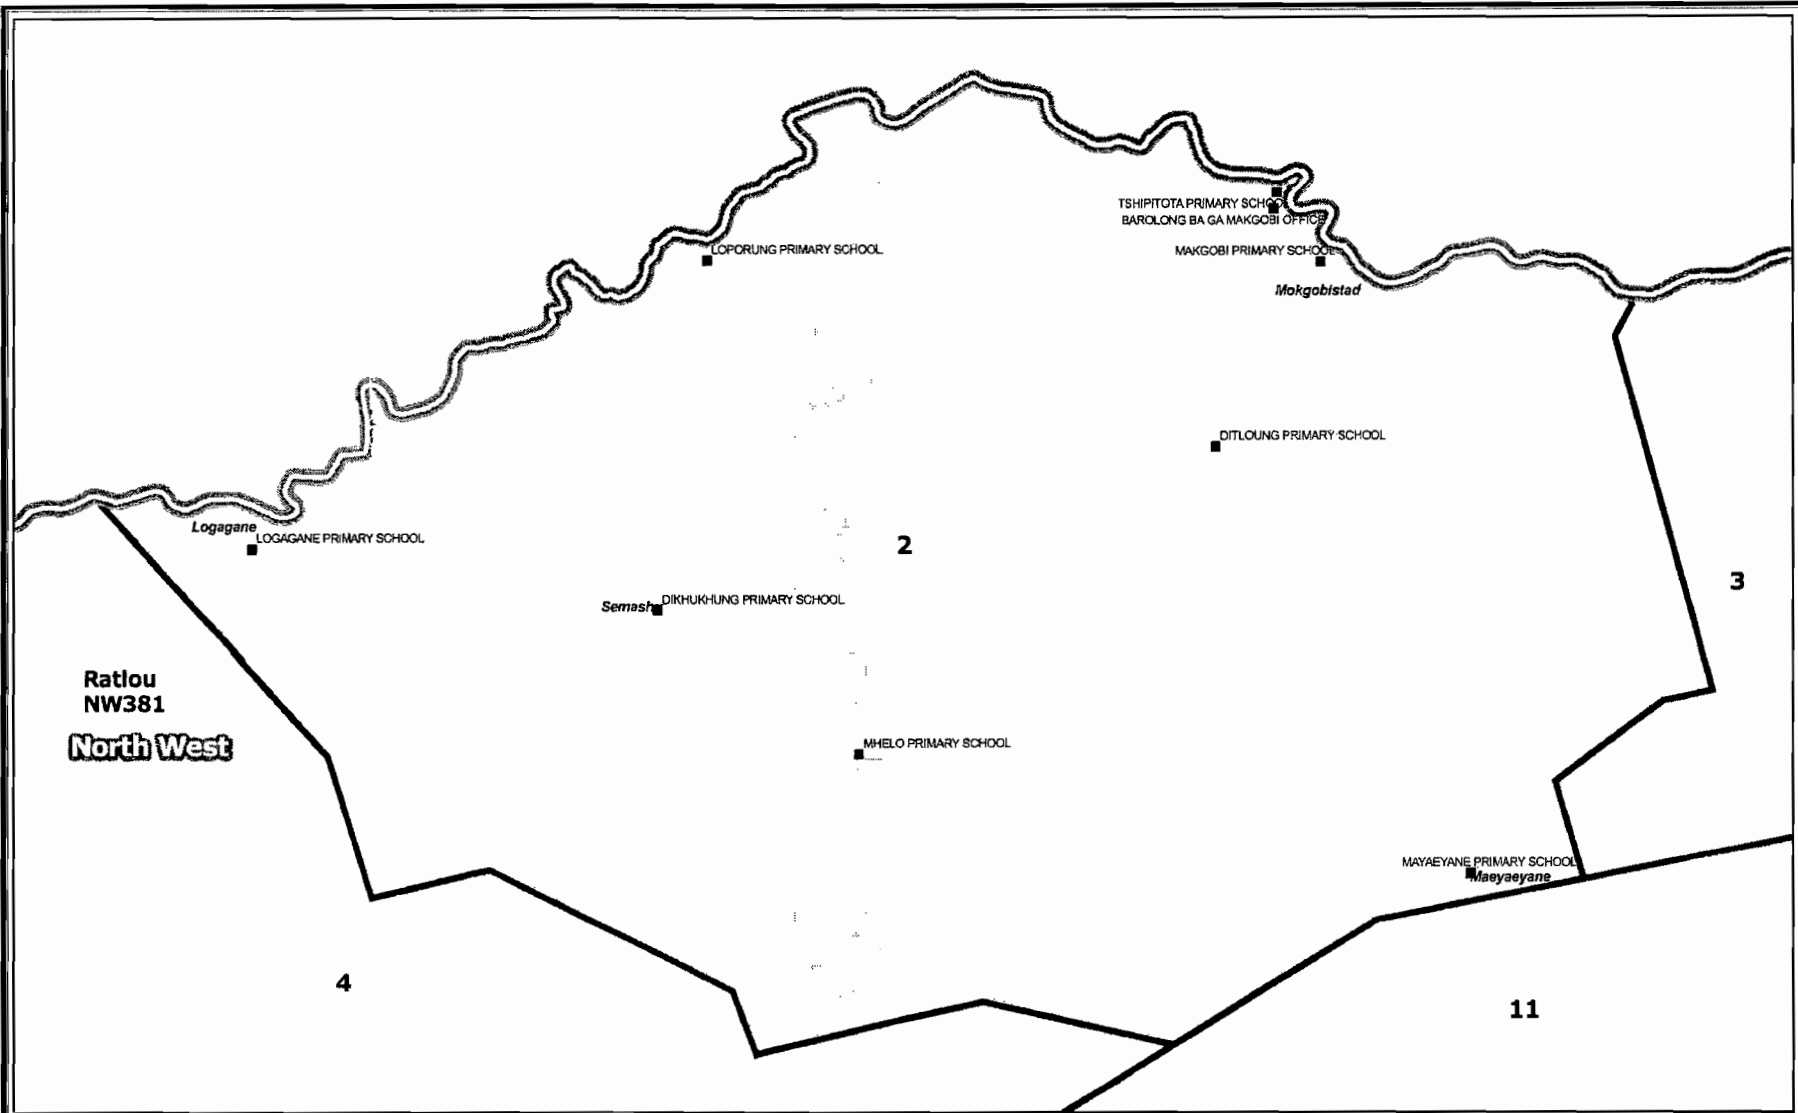 TSHIPITOTA PRIMARY SCHOOL
BAROLONG BA GA MAKGOBI OFFICE
LOPORUNG PRIMARY SCHOOL
MAKGOBI PRIMARY SCHOOL
Mokgobistad
DITLOUNG PRIMARY SCHOOL
Logagane
LOGAGANE PRIMARY SCHOOL
2
3
Semasha
DIKHUKHUNG PRIMARY SCHOOL
Ratlou
NW381
North West
MHELO PRIMARY SCHOOL
MAYAEYANE PRIMARY SCHOOL
Maeyaeyane
4
11